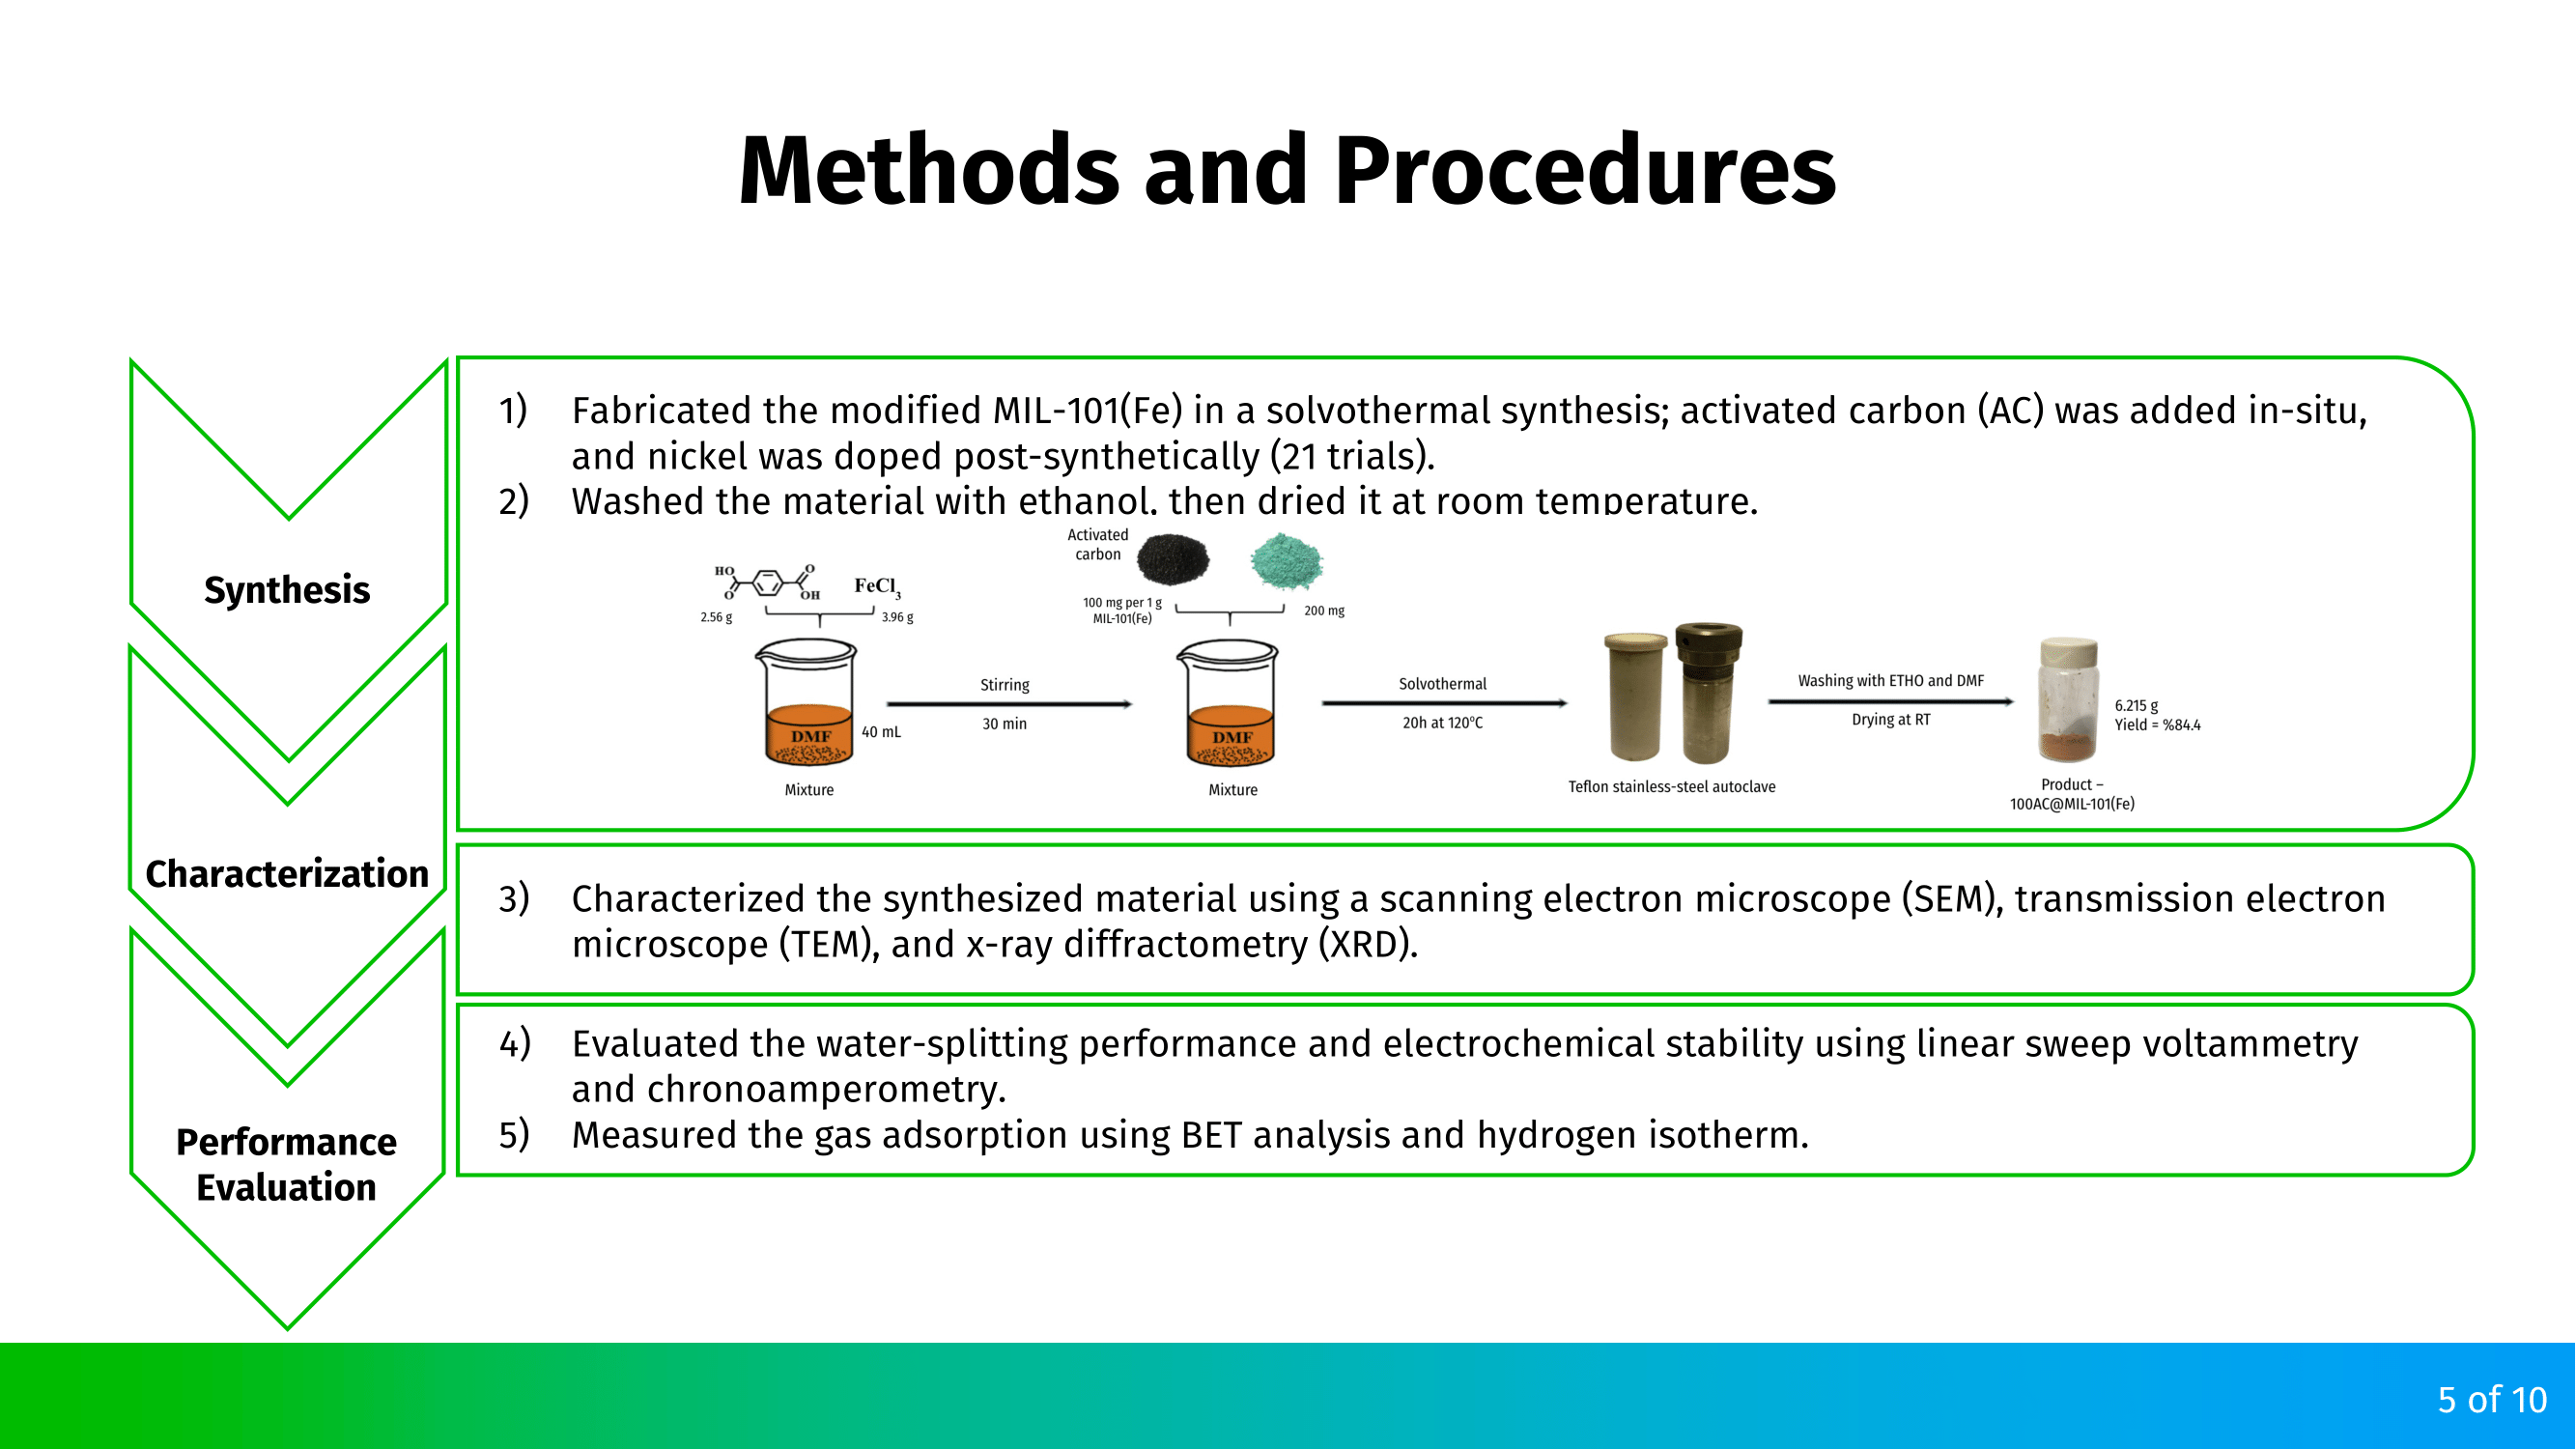 Methods and Procedures
Synthesis
1) Fabricated the modified MIL-101(Fe) in a solvothermal synthesis; activated carbon (AC) was added in-situ,
and nickel was doped post-synthetically (21 trials).
2) Washed the material with ethanol, then dried it at room temperature.
HO
O
O
OH
FeCl3
2.56 g
3.96 g
DMF
40 mL
Mixture
Stirring
30 min
Activated
carbon
100 mg per 1 g
MIL-101(Fe)
200 mg
DMF
Mixture
Solvothermal
20h at 120°C
Teflon stainless-steel autoclave
Washing with ETHO and DMF
Drying at RT
6.215 g
Yield = %84.4
Product –
100AC@MIL-101(Fe)
Characterization
3) Characterized the synthesized material using a scanning electron microscope (SEM), transmission electron
microscope (TEM), and x-ray diffractometry (XRD).
Performance
Evaluation
4) Evaluated the water-splitting performance and electrochemical stability using linear sweep voltammetry
and chronoamperometry.
5) Measured the gas adsorption using BET analysis and hydrogen isotherm.
5 of 10